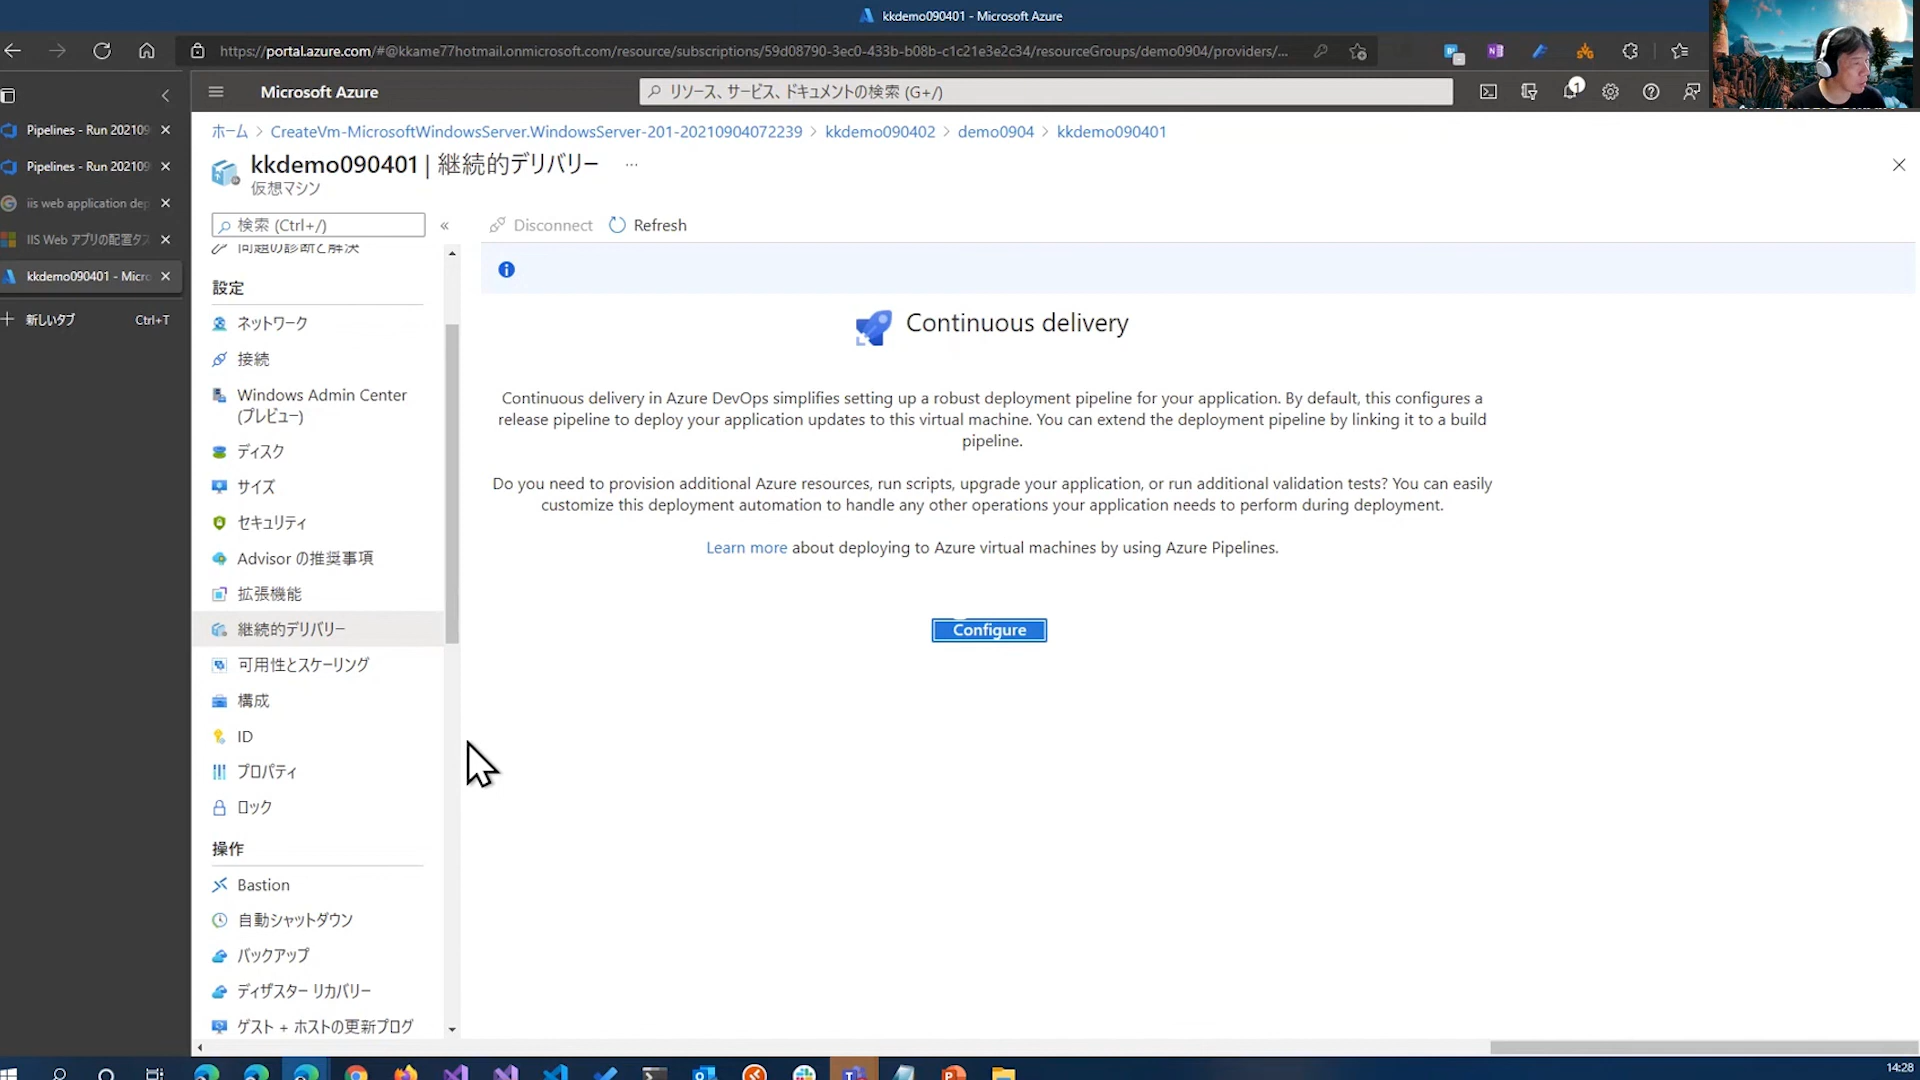 kkdemo090401 - Microsoft Azure
https://portal.azure.com/#@kkame77hotmail.onmicrosoft.com/resource/subscriptions/59d08790-3ec0-433b-b08b-c1c21e3e2c34/resourceGroups/demo0904/providers/...
Microsoft Azure
リソース、サービス、ドキュメントの検索 (G+/)
1
Pipelines - Run 202109
Pipelines - Run 202109
iis web application dep
IIS Web アプリの配置タス
kkdemo090401 - Micro
新しいタブ Ctrl+T
ホーム > CreateVm-MicrosoftWindowsServer.WindowsServer-201-20210904072239 > kkdemo090402 > demo0904 > kkdemo090401
kkdemo090401 | 継続的デリバリー ...
仮想マシン
検索 (Ctrl+/)
«
Disconnect
Refresh
問題の診断と解決
設定
ネットワーク
接続
Windows Admin Center
(プレビュー)
ディスク
サイズ
セキュリティ
Advisor の推奨事項
拡張機能
継続的デリバリー
可用性とスケーリング
構成
ID
プロパティ
ロック
操作
Bastion
自動シャットダウン
バックアップ
ディザスター リカバリー
ゲスト + ホストの更新プログ
Continuous delivery
Continuous delivery in Azure DevOps simplifies setting up a robust deployment pipeline for your application. By default, this configures a
release pipeline to deploy your application updates to this virtual machine. You can extend the deployment pipeline by linking it to a build
pipeline.
Do you need to provision additional Azure resources, run scripts, upgrade your application, or run additional validation tests? You can easily
customize this deployment automation to handle any other operations your application needs to perform during deployment.
Learn more about deploying to Azure virtual machines by using Azure Pipelines.
Configure
14:28